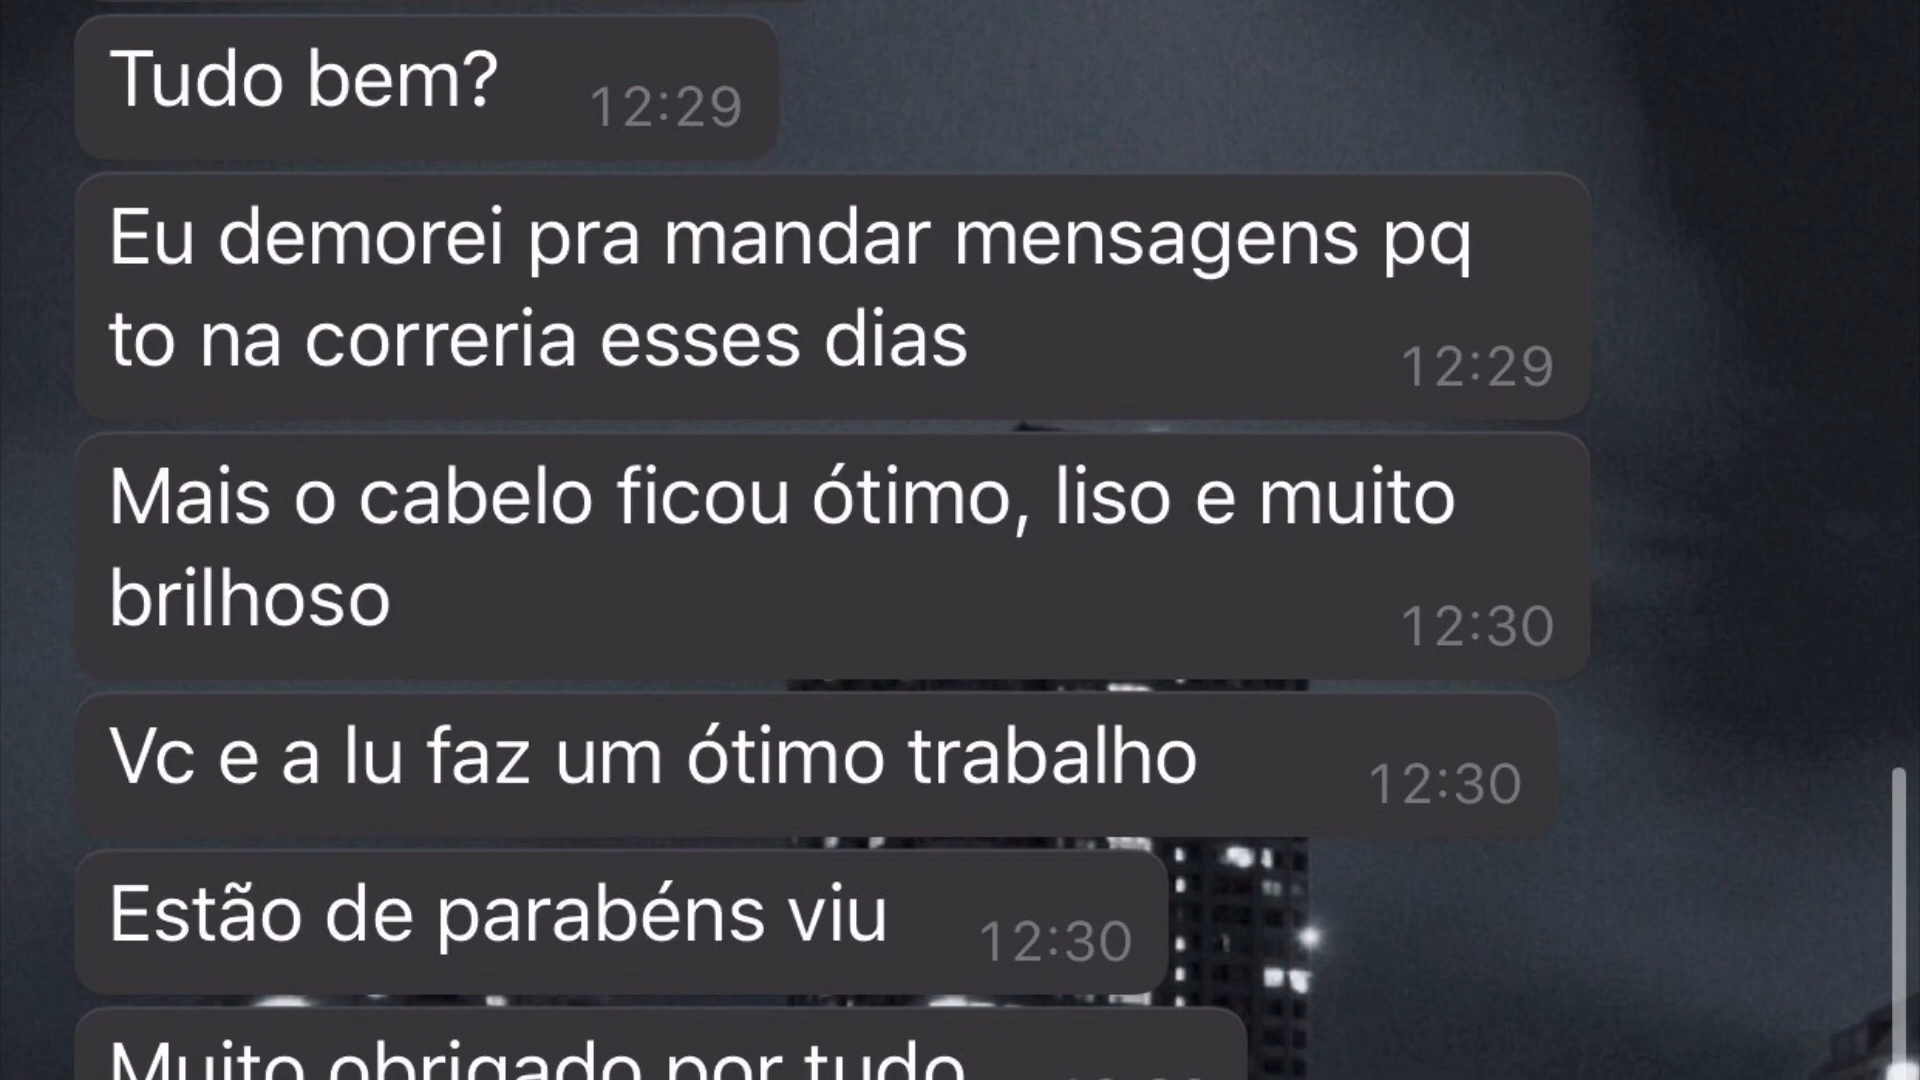 Tudo bem?
12:29
Eu demorei pra mandar mensagens pq
to na correria esses dias
12:29
Mais o cabelo ficou ótimo, liso e muito
brilhoso
12:30
Vc e a lu faz um ótimo trabalho
12:30
Estão de parabéns viu
12:30
Muito obrigado por tudo